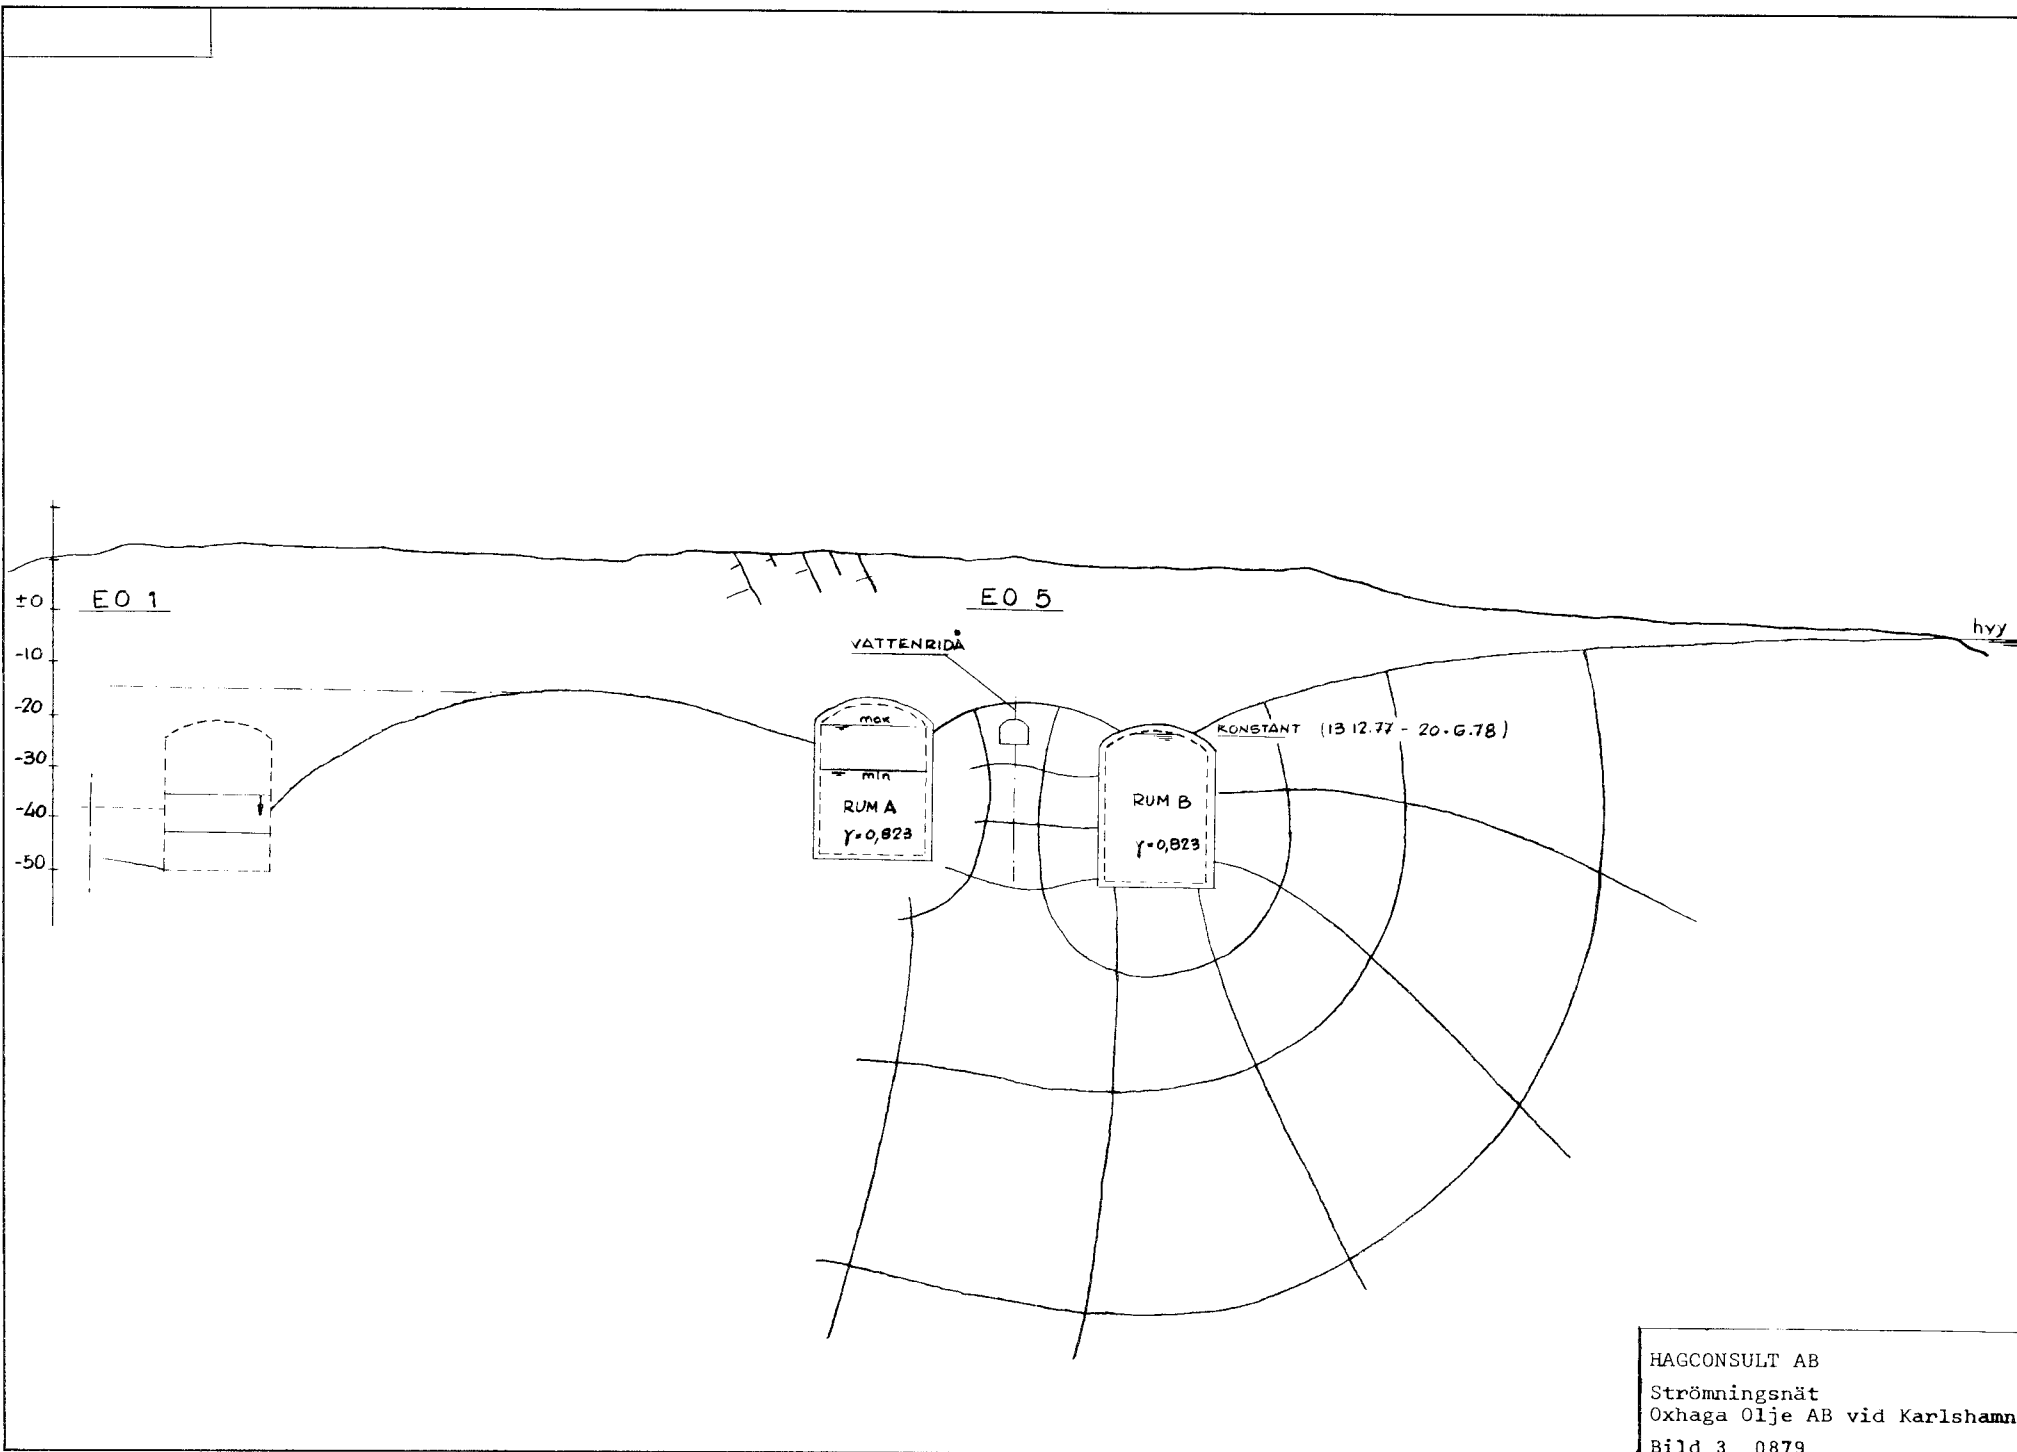 ±0
EO 1
EO 5
VATTENRIDÅ
hvy
-10
-20
-30
-40
-50
max
min
RUM A
γ=0,823
KONSTANT (13 12.77 - 20.6.78)
RUM B
γ=0,823
HAGCONSULT AB
Strömningsnät
Oxhaga Olje AB vid Karlshamn
Bild 3 0879